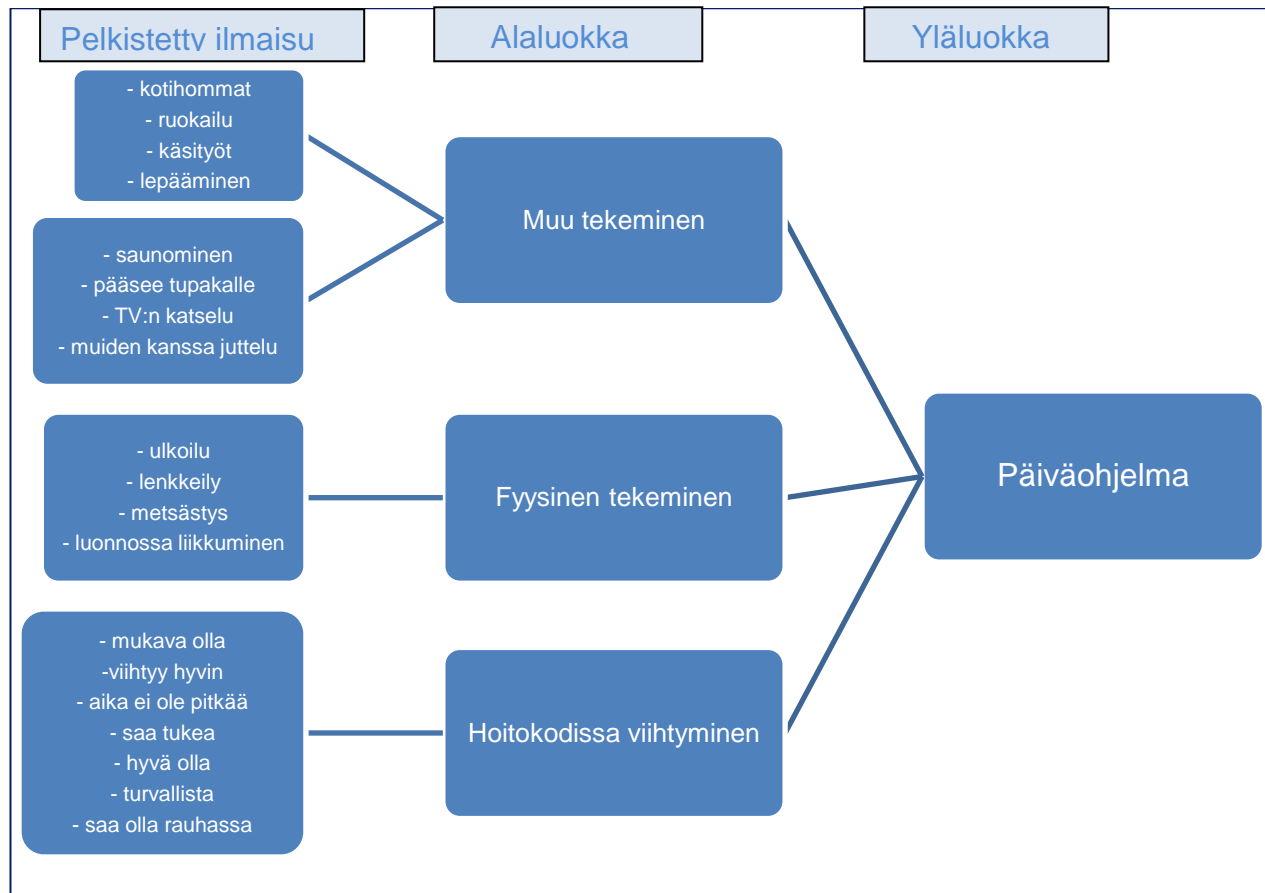 Pelkistetty ilmaisu
Alaluokka
Yläluokka
- kotihommat
- ruokailu
- käsityöt
- lepääminen
- saunominen
- pääsee tupakalle
- TV:n katselu
- muiden kanssa juttelu
Muu tekeminen
- ulkoilu
- lenkkeily
- metsästys
- luonnossa liikkuminen
Fyysinen tekeminen
- mukava olla
-viihtyy hyvin
- aika ei ole pitkää
- saa tukea
- hyvä olla
- turvallista
- saa olla rauhassa
Hoitokodissa viihtyminen
Päiväohjelma